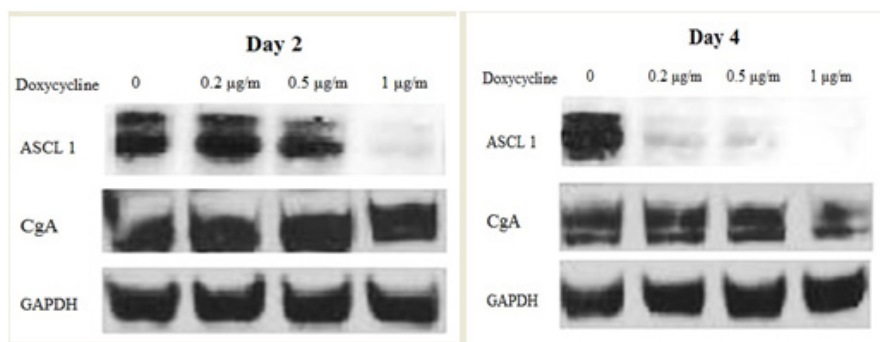 Day 2
Doxycycline 0 0.2 µg/m 0.5 µg/m 1 µg/m
ASCL 1
CgA
GAPDH
Day 4
Doxycycline 0 0.2 µg/m 0.5 µg/m 1 µg/m
ASCL 1
CgA
GAPDH